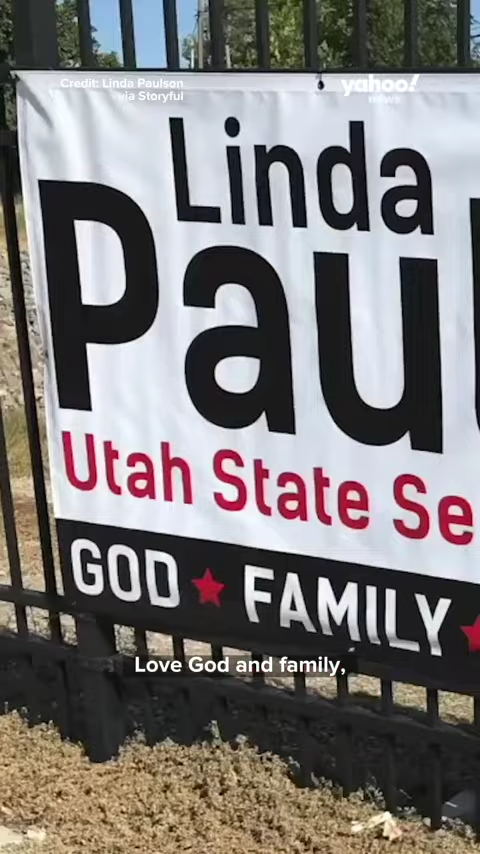 Credit: Linda Paulson
via Storyful
yahoo!
news
Linda
Pau
Utah State Se
GOD ★ FAMILY ★
Love God and family,